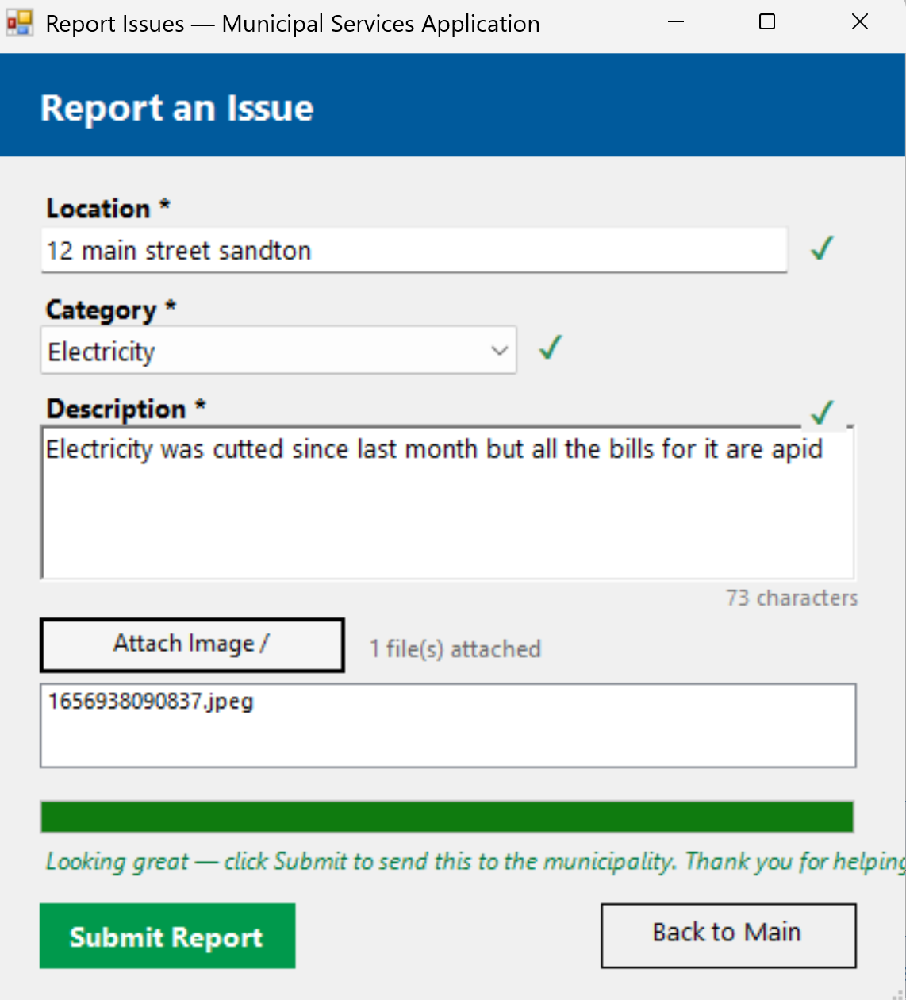 Report Issues — Municipal Services Application
Report an Issue
Location *
12 main street sandton
✓
Category *
Electricity
✓
Description *
✓
Electricity was cutted since last month but all the bills for it are apid
73 characters
Attach Image /
1 file(s) attached
1656938090837.jpeg
Looking great — click Submit to send this to the municipality. Thank you for helping
Submit Report
Back to Main